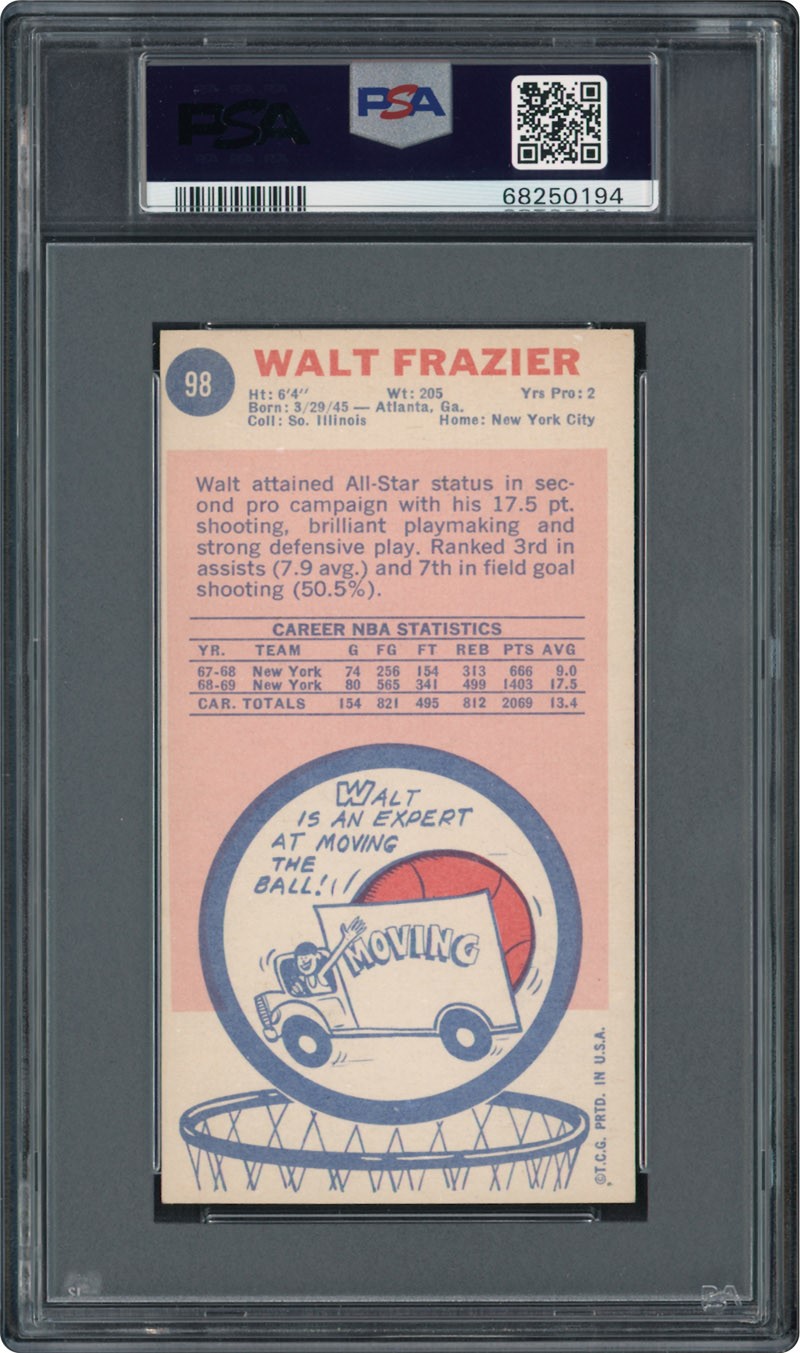 PSA
PSA
68250194
98
WALT FRAZIER
Ht: 6'4" Wt: 205 Yrs Pro: 2
Born: 3/29/45 — Atlanta, Ga.
Coll: So. Illinois Home: New York City
Walt attained All-Star status in sec-
ond pro campaign with his 17.5 pt.
shooting, brilliant playmaking and
strong defensive play. Ranked 3rd in
assists (7.9 avg.) and 7th in field goal
shooting (50.5%).
CAREER NBA STATISTICS
YR. TEAM G FG FT REB PTS AVG
67-68 New York 74 256 154 313 666 9.0
68-69 New York 80 565 341 499 1403 17.5
CAR. TOTALS 154 821 495 812 2069 13.4
WALT
IS AN EXPERT
AT MOVING
THE
BALL!
MOVING
©T.C.G. PRTD. IN U.S.A.